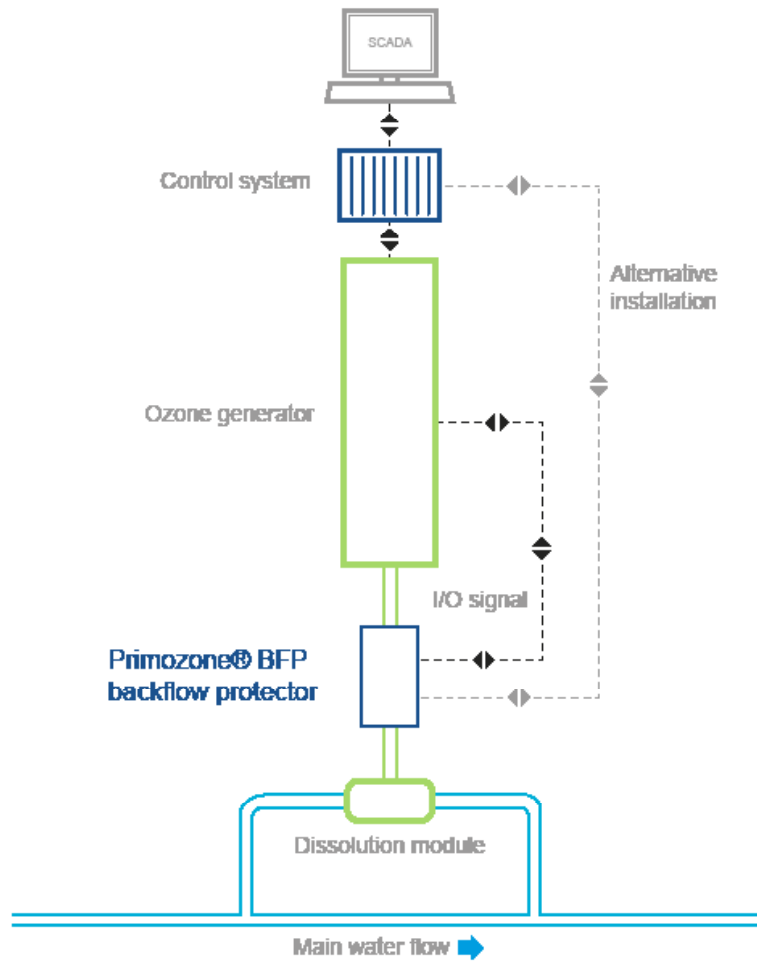 SCADA
Control system
Alternative
installation
Ozone generator
I/O signal
Primozone® BFP
backflow protector
Dissolution module
Main water flow